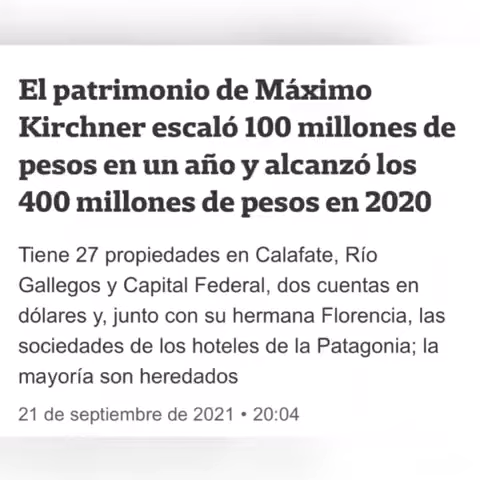 El patrimonio de Máximo
Kirchner escaló 100 millones de
pesos en un año y alcanzó los
400 millones de pesos en 2020
Tiene 27 propiedades en Calafate, Río
Gallegos y Capital Federal, dos cuentas en
dólares y, junto con su hermana Florencia, las
sociedades de los hoteles de la Patagonia; la
mayoría son heredados
21 de septiembre de 2021 • 20:04